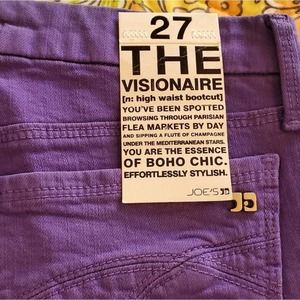 27
THE
VISIONAIRE
[n: high waist bootcut]
YOU'VE BEEN SPOTTED
BROWSING THROUGH PARISIAN
FLEA MARKETS BY DAY
AND SIPPING A FLUTE OF CHAMPAGNE
UNDER THE MEDITERRANEAN STARS.
YOU ARE THE ESSENCE
OF BOHO CHIC.
EFFORTLESSLY STYLISH.
JOE'S